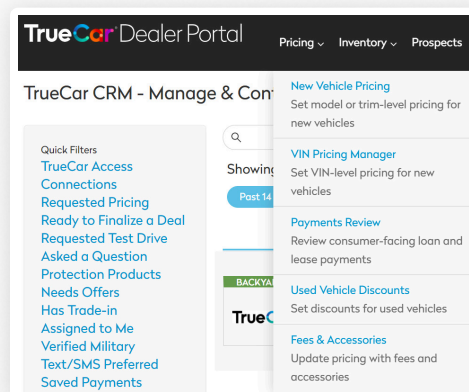 TrueCar Dealer Portal
Pricing Inventory Prospects
TrueCar CRM - Manage &
Quick Filters
TrueCar Access
Connections
Requested Pricing
Ready to Finalize a Deal
Requested Test Drive
Asked a Question
Protection Products
Needs Offers
Has Trade-in
Assigned to Me
Verified Military
Text/SMS Preferred
Saved Payments
Showing
Past 14
New Vehicle Pricing
Set model or trim-level pricing for
new vehicles
VIN Pricing Manager
Set VIN-level pricing for new
vehicles
Payments Review
Review consumer-facing loan and
lease payments
Used Vehicle Discounts
Set discounts for used vehicles
Fees & Accessories
Update pricing with fees and
accessories